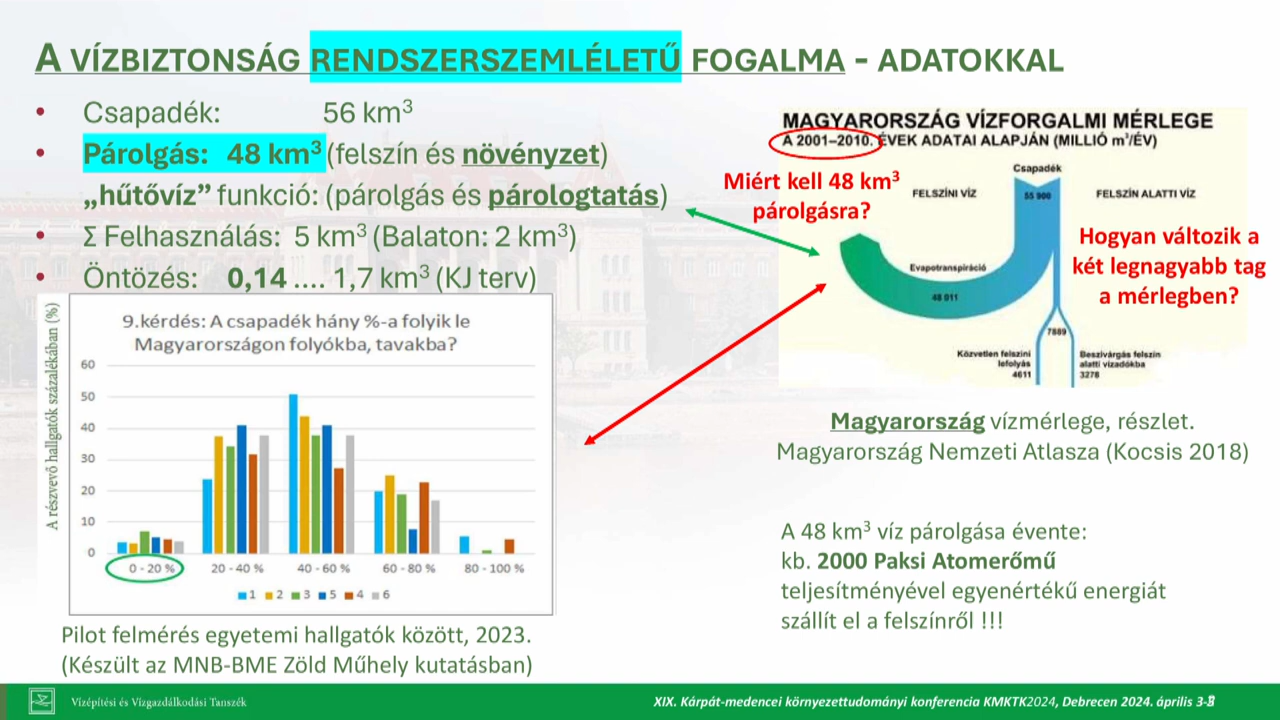 A VÍZBIZTONSÁG RENDSZERSZEMLÉLETŰ FOGALMA - ADATOKKAL
• Csapadék: 56 km³
• Párolgás: 48 km³ (felszín és növényzet)
„hűtővíz” funkció: (párolgás és párologtatás)
• Σ Felhasználás: 5 km³ (Balaton: 2 km³)
• Öntözés: 0,14 .... 1,7 km³ (KJ terv)
A részvevő hallgatók százalékában (%)
9.kérdés: A csapadék hány %-a folyik le
Magyarországon folyókba, tavakba?
60
50
40
30
20
10
0
0 - 20 % 20 - 40 % 40 - 60 % 60 - 80 % 80 - 100 %
1 2 3 5 4 6
Pilot felmérés egyetemi hallgatók között, 2023.
(Készült az MNB-BME Zöld Műhely kutatásban)
MAGYARORSZÁG VÍZFORGALMI MÉRLEGE
A 2001–2010. ÉVEK ADATAI ALAPJÁN (MILLIÓ m³/ÉV)
Miért kell 48 km³
párolgásra?
Csapadék
FELSZÍNI VÍZ
55 900
FELSZÍN ALATTI VÍZ
Hogyan változik a
két legnagyabb tag
a mérlegben?
Evapotranspiráció
48 011
7889
Közvetlen felszíni
lefolyás
4611
Beszivárgás felszín
alatti vízadókba
3278
Magyarország vízmérlege, részlet.
Magyarország Nemzeti Atlasza (Kocsis 2018)
A 48 km³ víz párolgása évente:
kb. 2000 Paksi Atomerőmű
teljesítményével egyenértékű energiát
szállít el a felszínről !!!
Vízépítési és Vízgazdálkodási Tanszék
XIX. Kárpát-medencei környezettudományi konferencia KMKTK2024, Debrecen 2024. április 3-